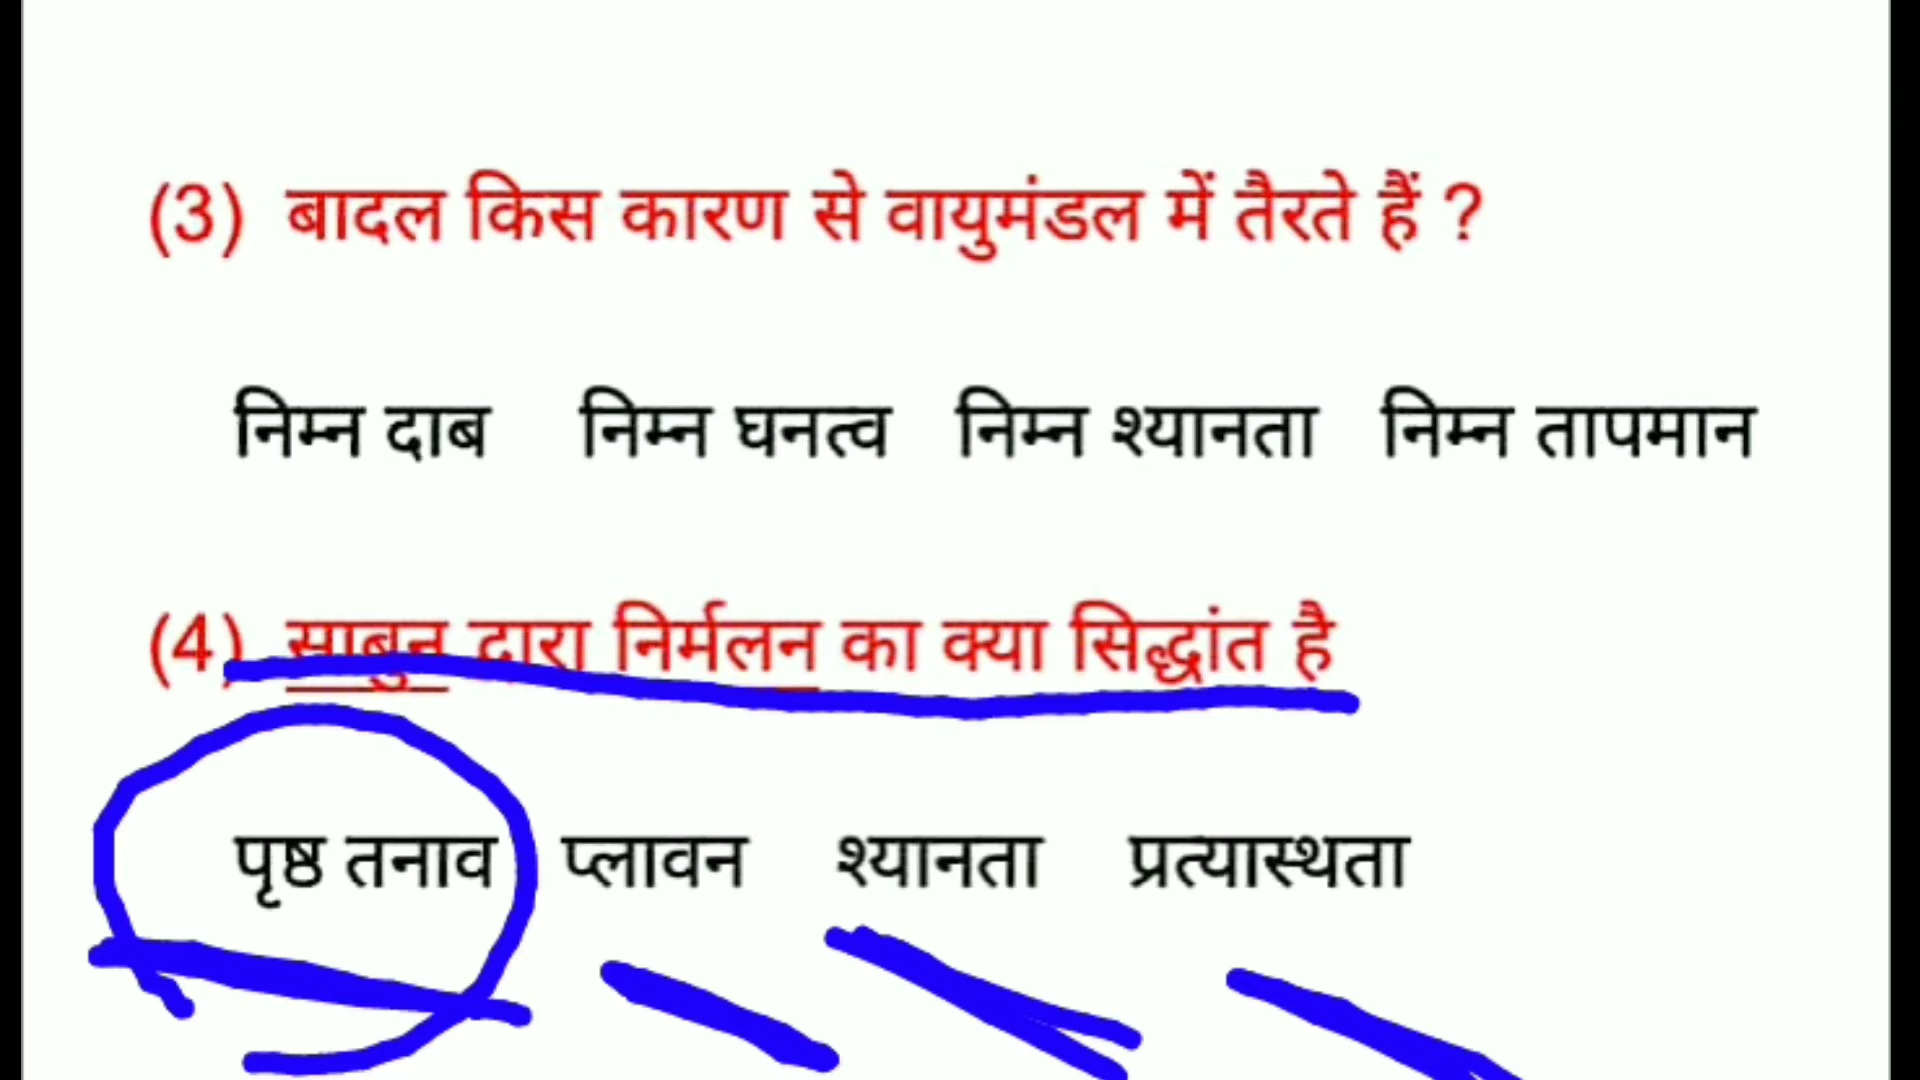 (3) बादल किस कारण से वायुमंडल में तैरते हैं ?
निम्न दाब निम्न घनत्व निम्न श्यानता निम्न तापमान
(4) साबुन द्वारा निर्मलन का क्या सिद्धांत है
पृष्ठ तनाव प्लावन श्यानता प्रत्यास्थता